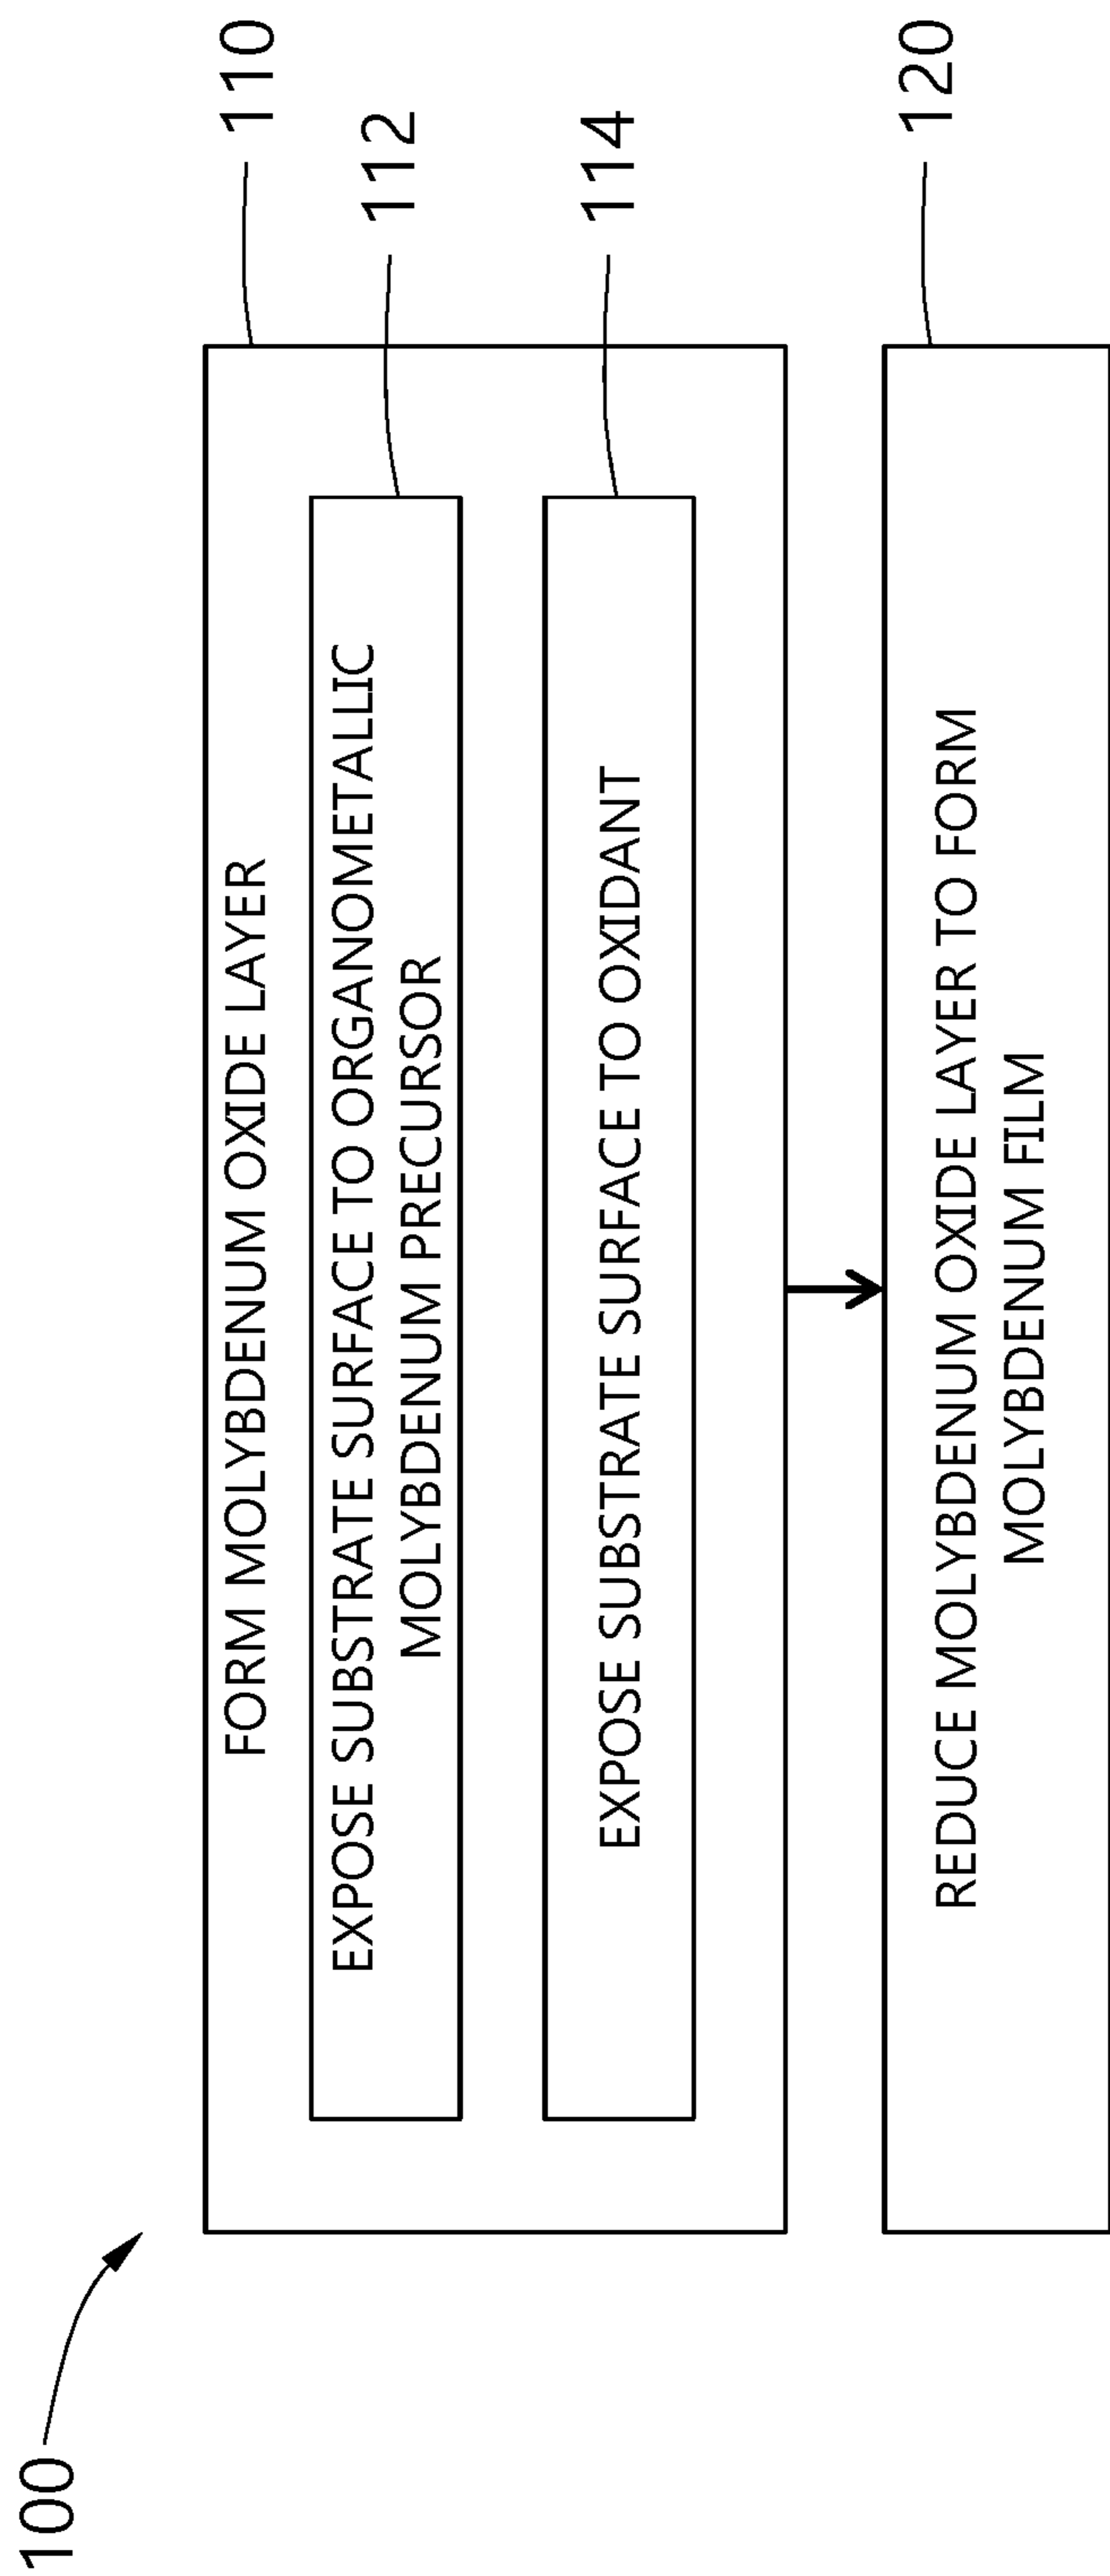 100
110
FORM MOLYBDENUM OXIDE LAYER
112
EXPOSE SUBSTRATE SURFACE TO ORGANOMETALLIC
MOLYBDENUM PRECURSOR
114
EXPOSE SUBSTRATE SURFACE TO OXIDANT
120
REDUCE MOLYBDENUM OXIDE LAYER TO FORM
MOLYBDENUM FILM